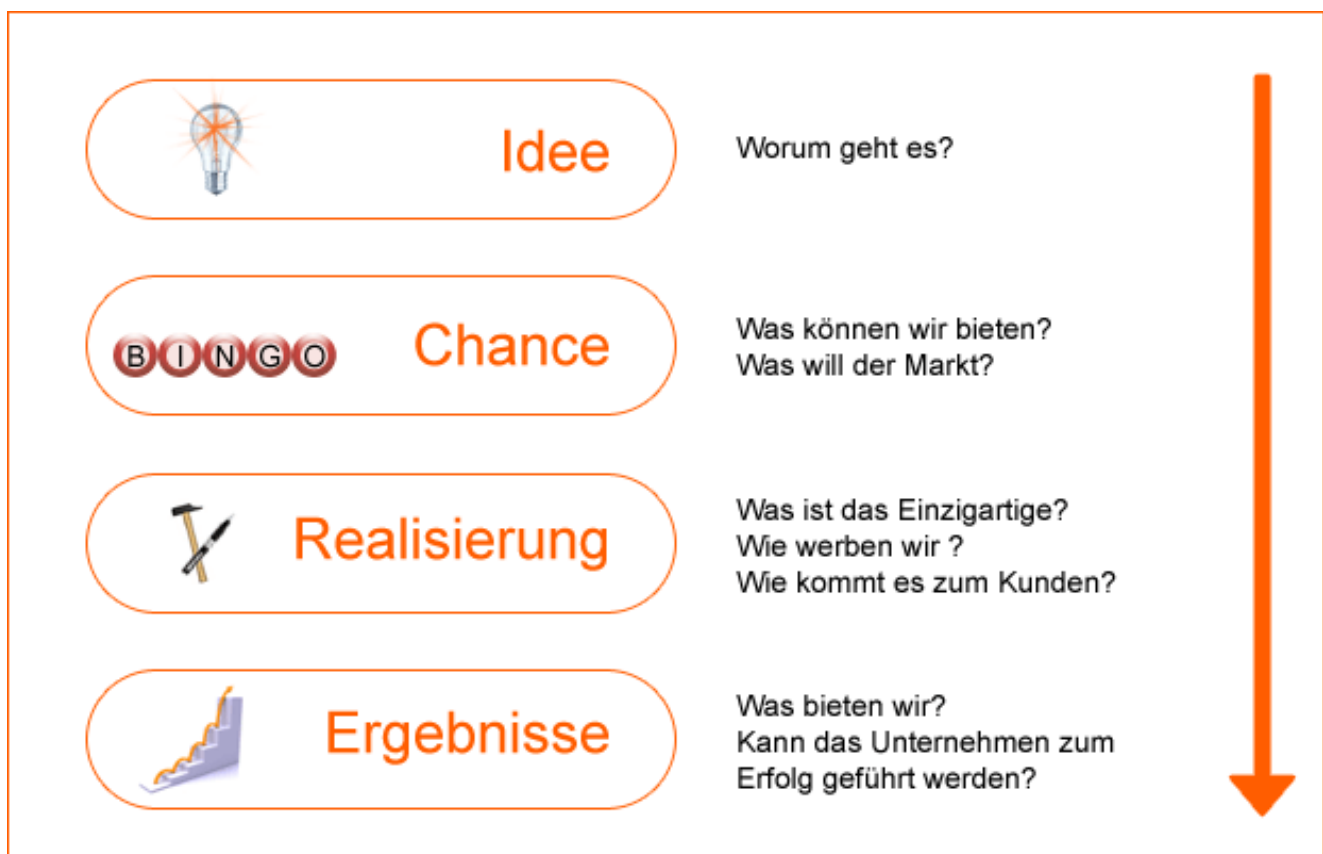 Idee
Worum geht es?
BINGO
Chance
Was können wir bieten?
Was will der Markt?
Realisierung
Was ist das Einzigartige?
Wie werben wir ?
Wie kommt es zum Kunden?
Ergebnisse
Was bieten wir?
Kann das Unternehmen zum
Erfolg geführt werden?